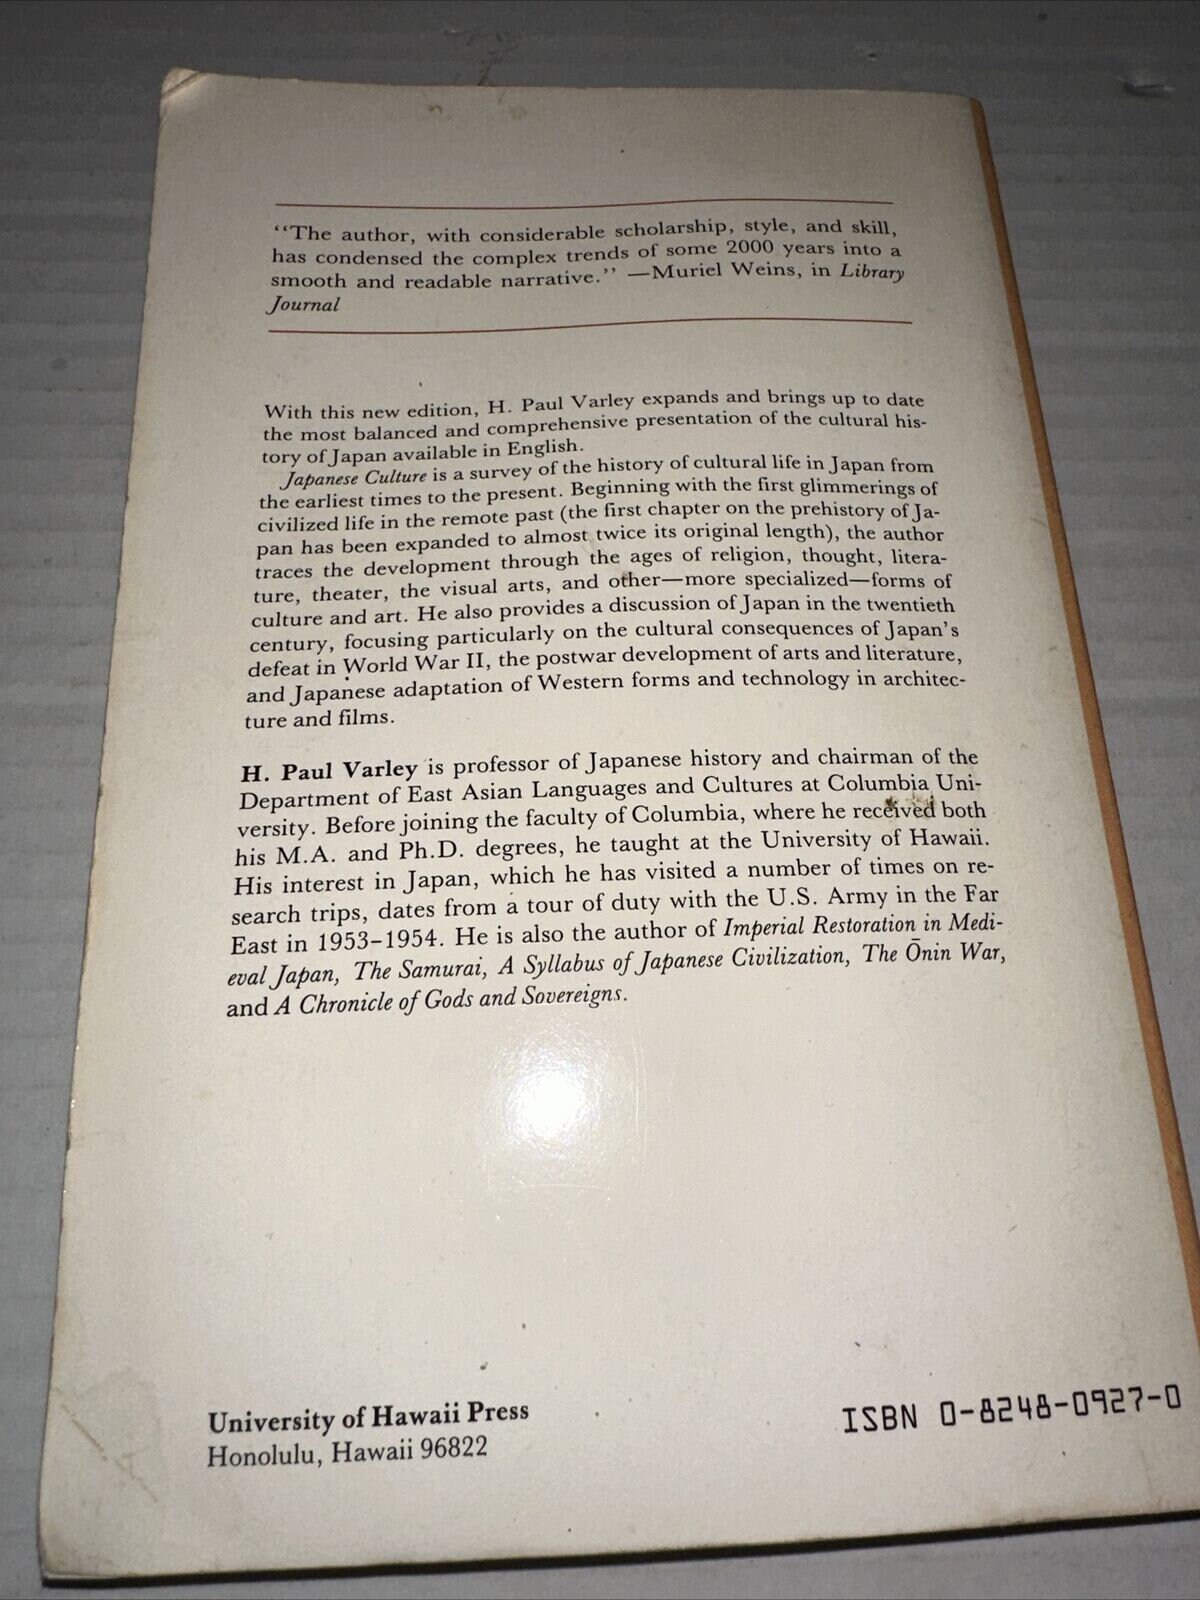 “The author, with considerable scholarship, style, and skill,
has condensed the complex trends of some 2000 years into a
smooth and readable narrative.” —Muriel Weins, in Library
Journal
With this new edition, H. Paul Varley expands and brings up to date
the most balanced and comprehensive presentation of the cultural his-
tory of Japan available in English.
Japanese Culture is a survey of the history of cultural life in Japan from
the earliest times to the present. Beginning with the first glimmerings of
civilized life in the remote past (the first chapter on the prehistory of Ja-
pan has been expanded to almost twice its original length), the author
traces the development through the ages of religion, thought, litera-
ture, theater, the visual arts, and other—more specialized—forms of
culture and art. He also provides a discussion of Japan in the twentieth
century, focusing particularly on the cultural consequences of Japan’s
defeat in World War II, the postwar development of arts and literature,
and Japanese adaptation of Western forms and technology in architec-
ture and films.
H. Paul Varley is professor of Japanese history and chairman of the
Department of East Asian Languages and Cultures at Columbia Uni-
versity. Before joining the faculty of Columbia, where he received both
his M.A. and Ph.D. degrees, he taught at the University of Hawaii.
His interest in Japan, which he has visited a number of times on re-
search trips, dates from a tour of duty with the U.S. Army in the Far
East in 1953–1954. He is also the author of Imperial Restoration in Medi-
eval Japan, The Samurai, A Syllabus of Japanese Civilization, The Ōnin War,
and A Chronicle of Gods and Sovereigns.
University of Hawaii Press
Honolulu, Hawaii 96822
ISBN 0-8248-0927-0